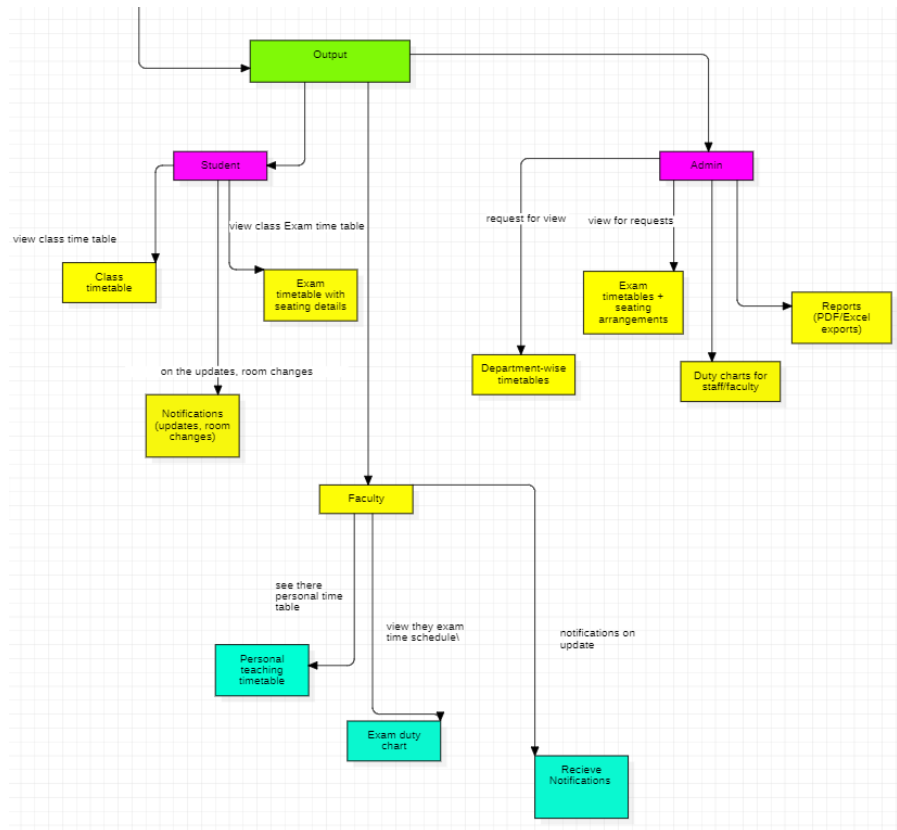 Output
Student
Admin
request for view
view for requests
view class Exam time table
view class time table
Class
timetable
Exam
timetable with
seating details
Exam
timetables +
seating
arrangements
Reports
(PDF/Excel
exports)
on the updates, room changes
Department-wise
timetables
Duty charts for
staff/faculty
Notifications
(updates, room
changes)
Faculty
see there
personal time
table
view they exam
time schedule\
notifications on
update
Personal
teaching
timetable
Exam duty
chart
Recieve
Notifications